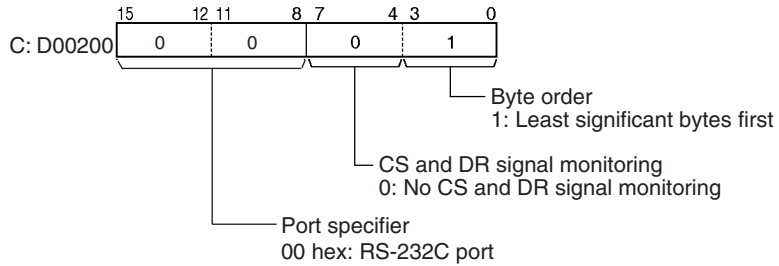 15 12 11 8 7 4 3 0
C: D00200 0 0 0 1
Byte order
1: Least significant bytes first
CS and DR signal monitoring
0: No CS and DR signal monitoring
Port specifier
00 hex: RS-232C port